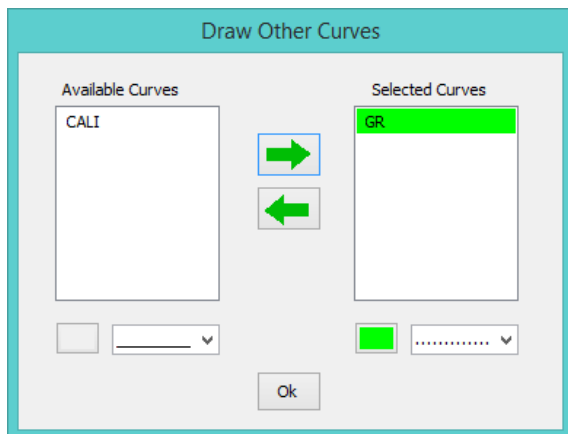 Draw Other Curves
Available Curves
Selected Curves
CALI
GR
Ok